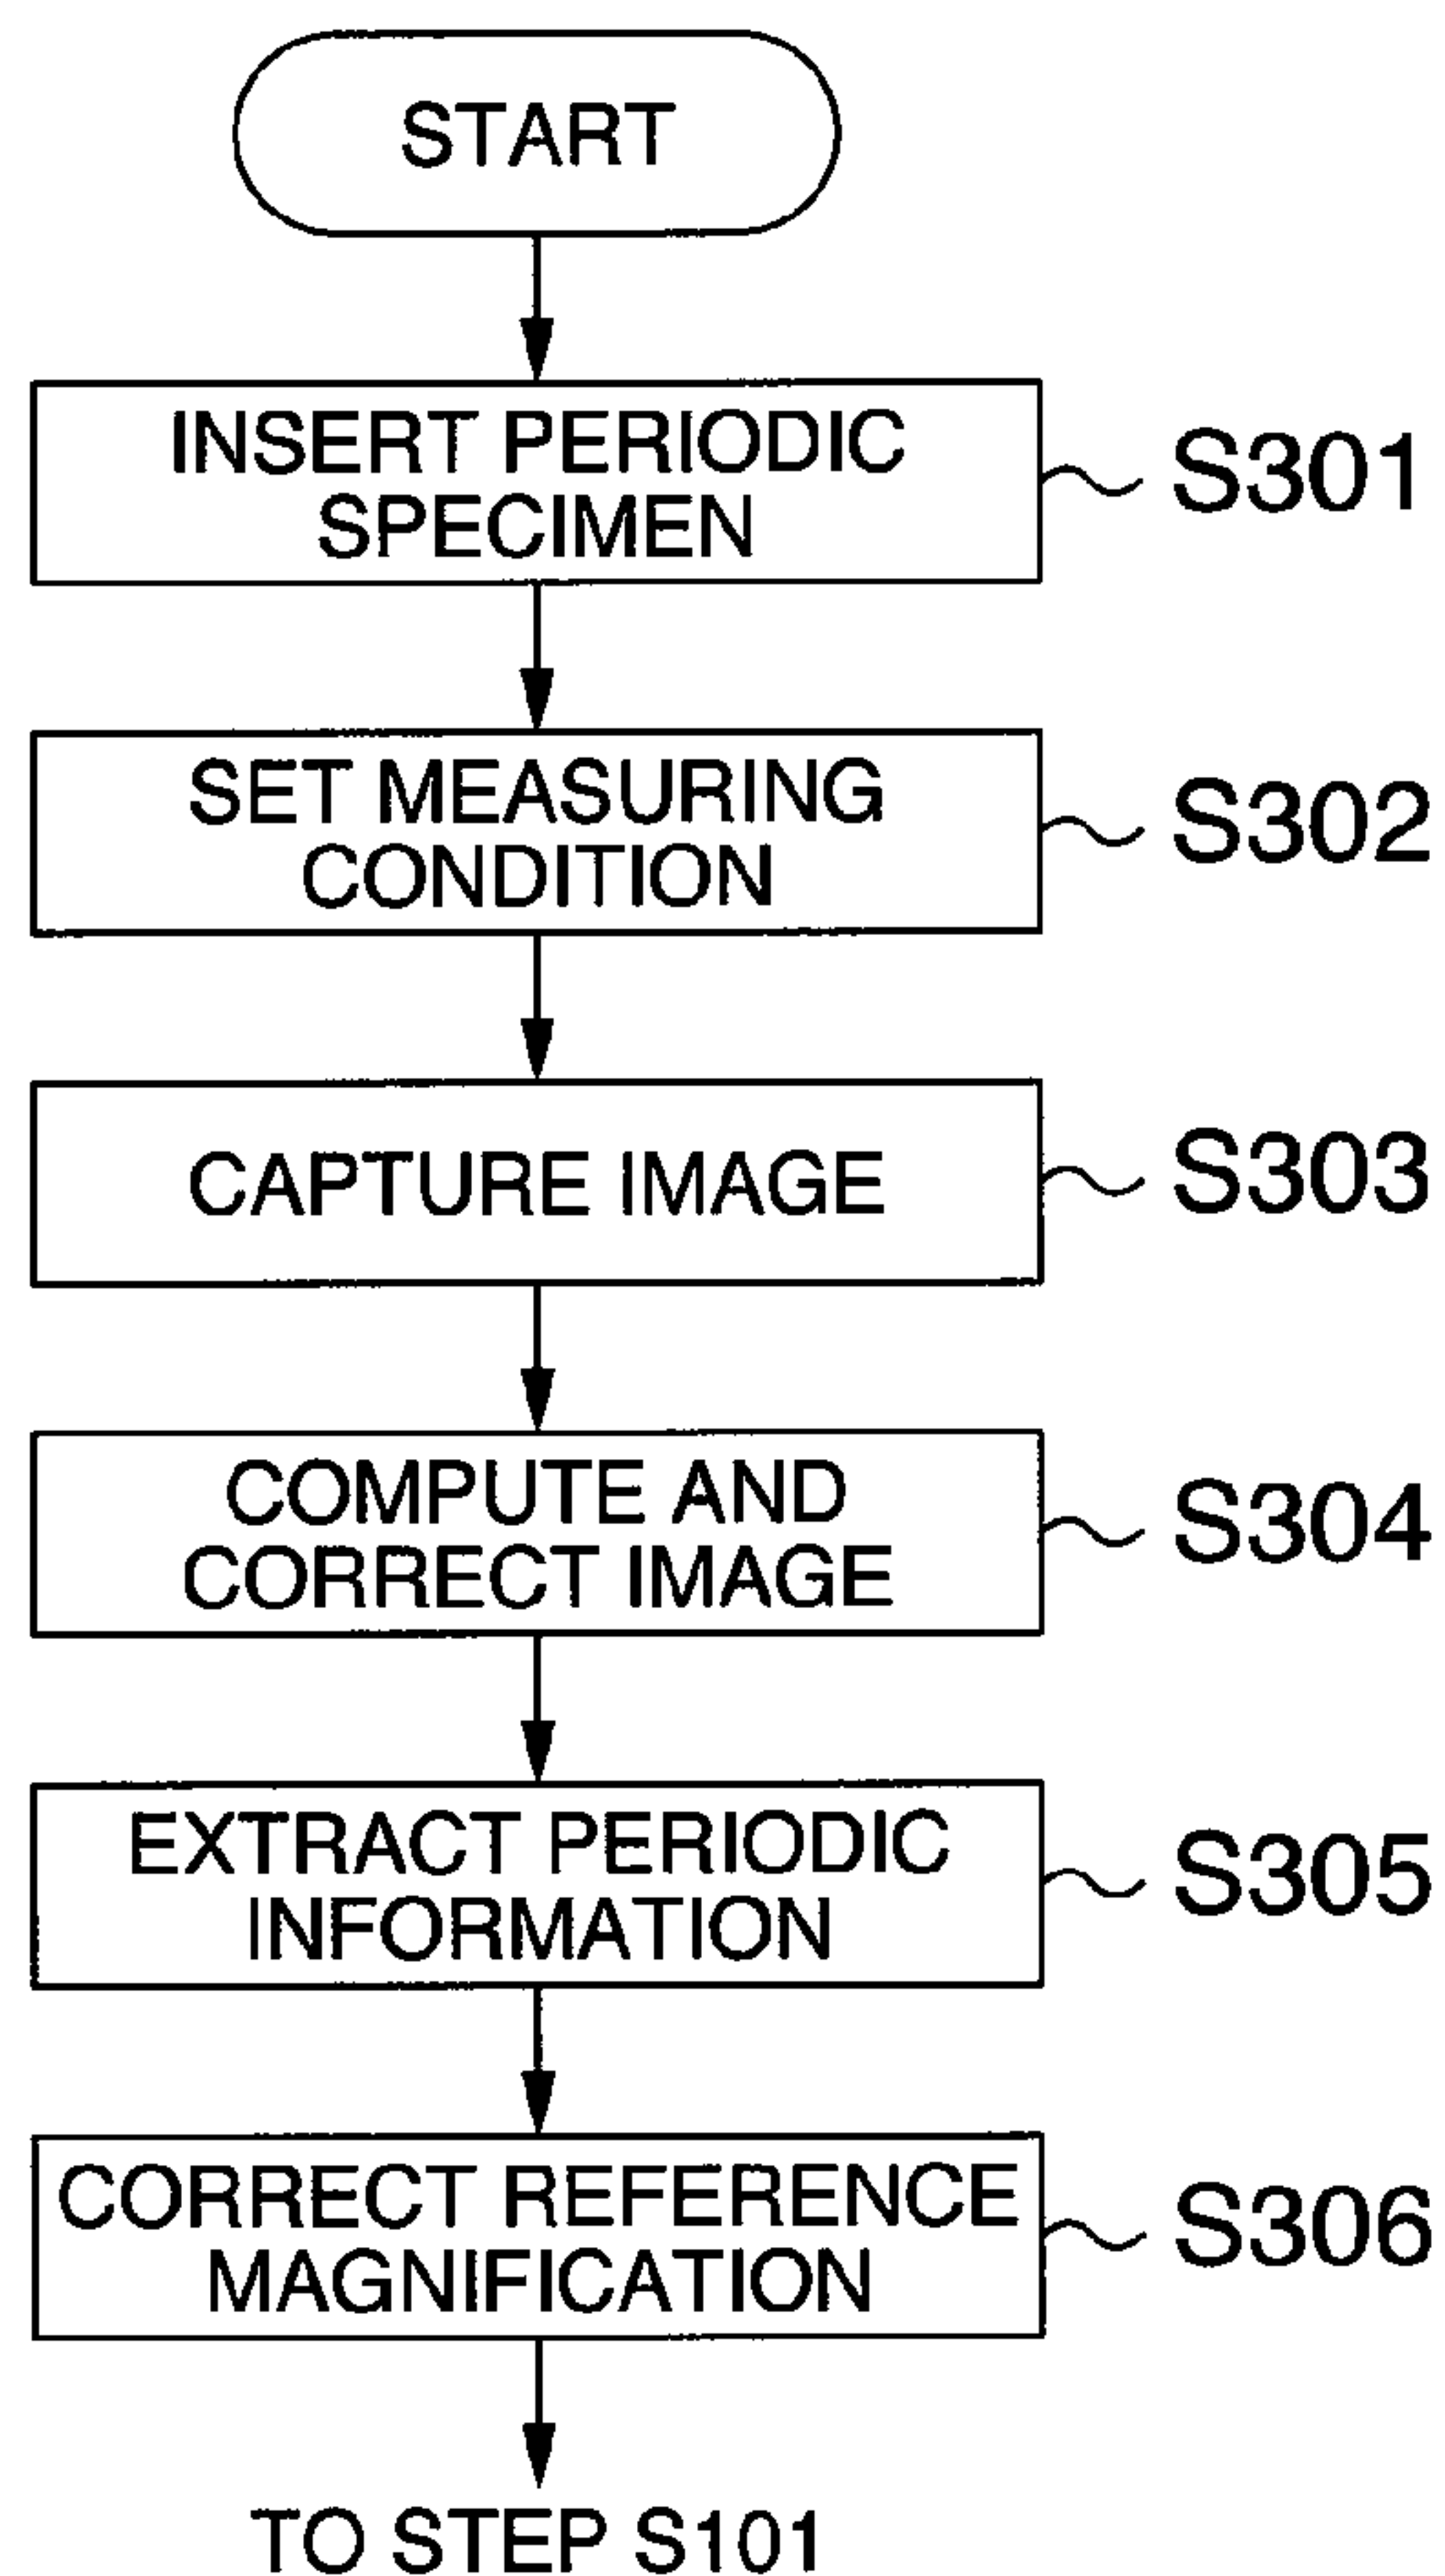 START
INSERT PERIODIC
SPECIMEN
S301
SET MEASURING
CONDITION
S302
CAPTURE IMAGE
S303
COMPUTE AND
CORRECT IMAGE
S304
EXTRACT PERIODIC
INFORMATION
S305
CORRECT REFERENCE
MAGNIFICATION
S306
TO STEP S101